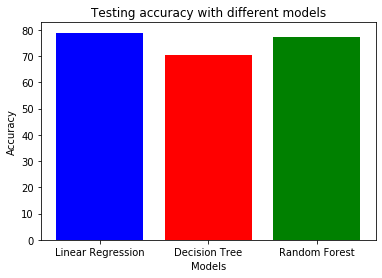 Testing accuracy with different models
Accuracy
80
70
60
50
40
30
20
10
0
Linear Regression Decision Tree Random Forest
Models